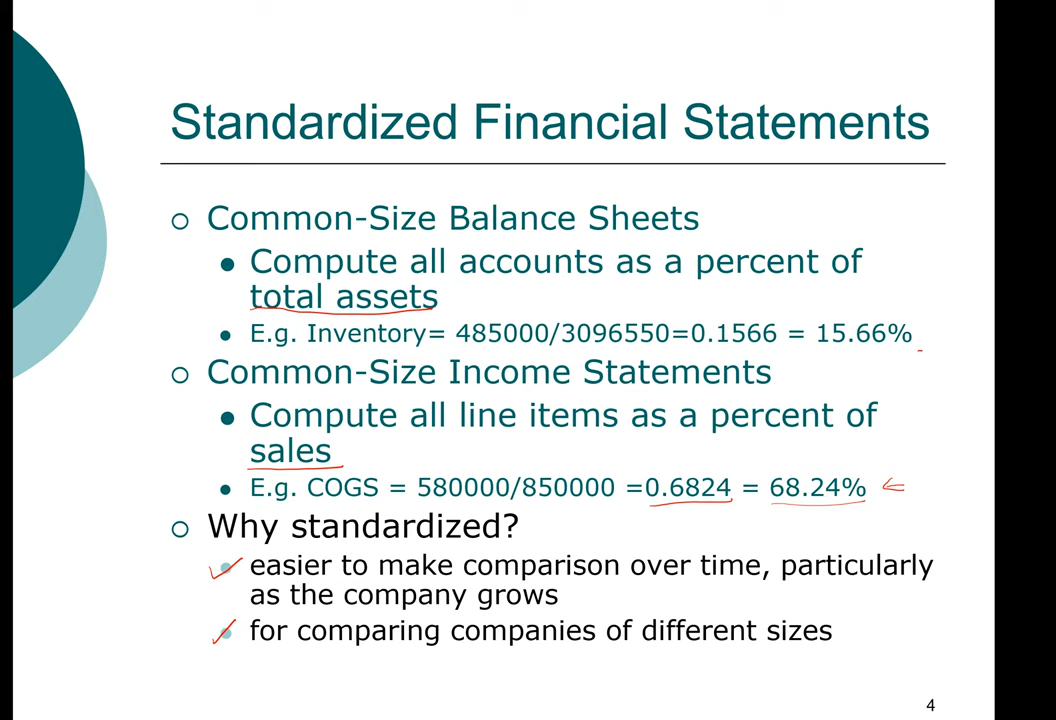 Standardized Financial Statements
Common-Size Balance Sheets
Compute all accounts as a percent of
total assets
E.g. Inventory= 485000/3096550=0.1566 = 15.66%
Common-Size Income Statements
Compute all line items as a percent of
sales
E.g. COGS = 580000/850000 =0.6824 = 68.24%
Why standardized?
easier to make comparison over time, particularly
as the company grows
for comparing companies of different sizes
4